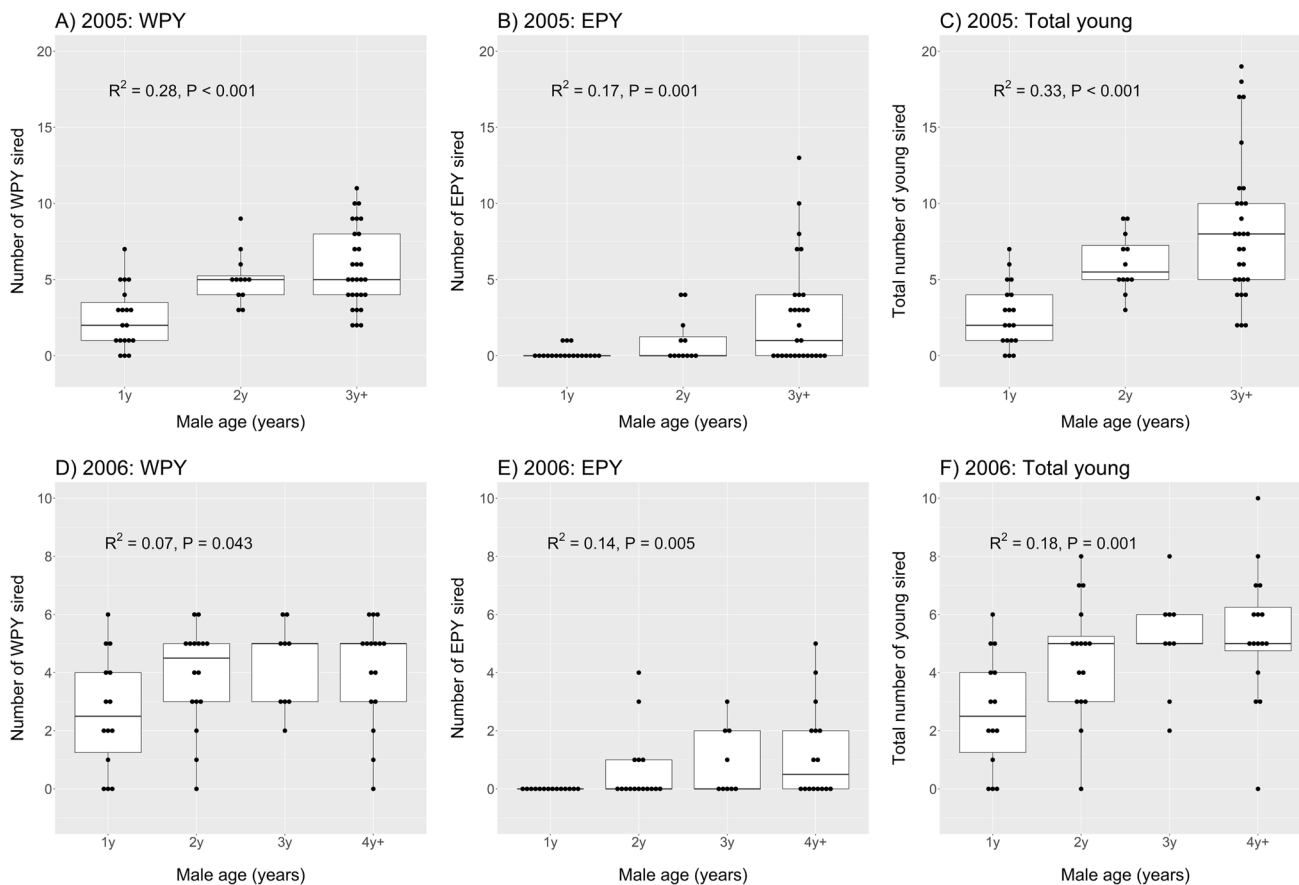 A) 2005: WPY
Number of WPY sired
20
15
10
5
0
R² = 0.28, P < 0.001
1y 2y 3y+
Male age (years)
B) 2005: EPY
Number of EPY sired
20
15
10
5
0
R² = 0.17, P = 0.001
1y 2y 3y+
Male age (years)
C) 2005: Total young
Total number of young sired
20
15
10
5
0
R² = 0.33, P < 0.001
1y 2y 3y+
Male age (years)
D) 2006: WPY
Number of WPY sired
10
8
6
4
2
0
R² = 0.07, P = 0.043
1y 2y 3y 4y+
Male age (years)
E) 2006: EPY
Number of EPY sired
10
8
6
4
2
0
R² = 0.14, P = 0.005
1y 2y 3y 4y+
Male age (years)
F) 2006: Total young
Total number of young sired
10
8
6
4
2
0
R² = 0.18, P = 0.001
1y 2y 3y 4y+
Male age (years)